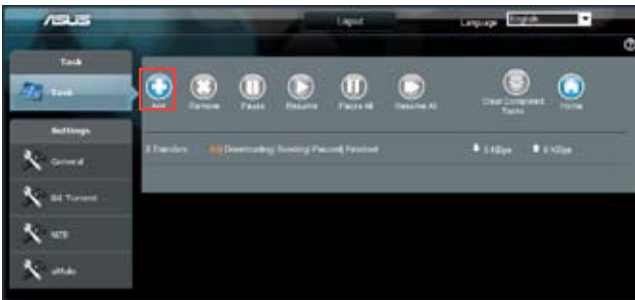 ASUS
Logout
Language English
Task
Task
Add
Remove
Pause
Resume
Pause All
Resume All
Clear Completed
Tasks
Home
All| Downloading| Seeding| Paused| Finished
Settings
General
Bit Torrent
NZB
aMule